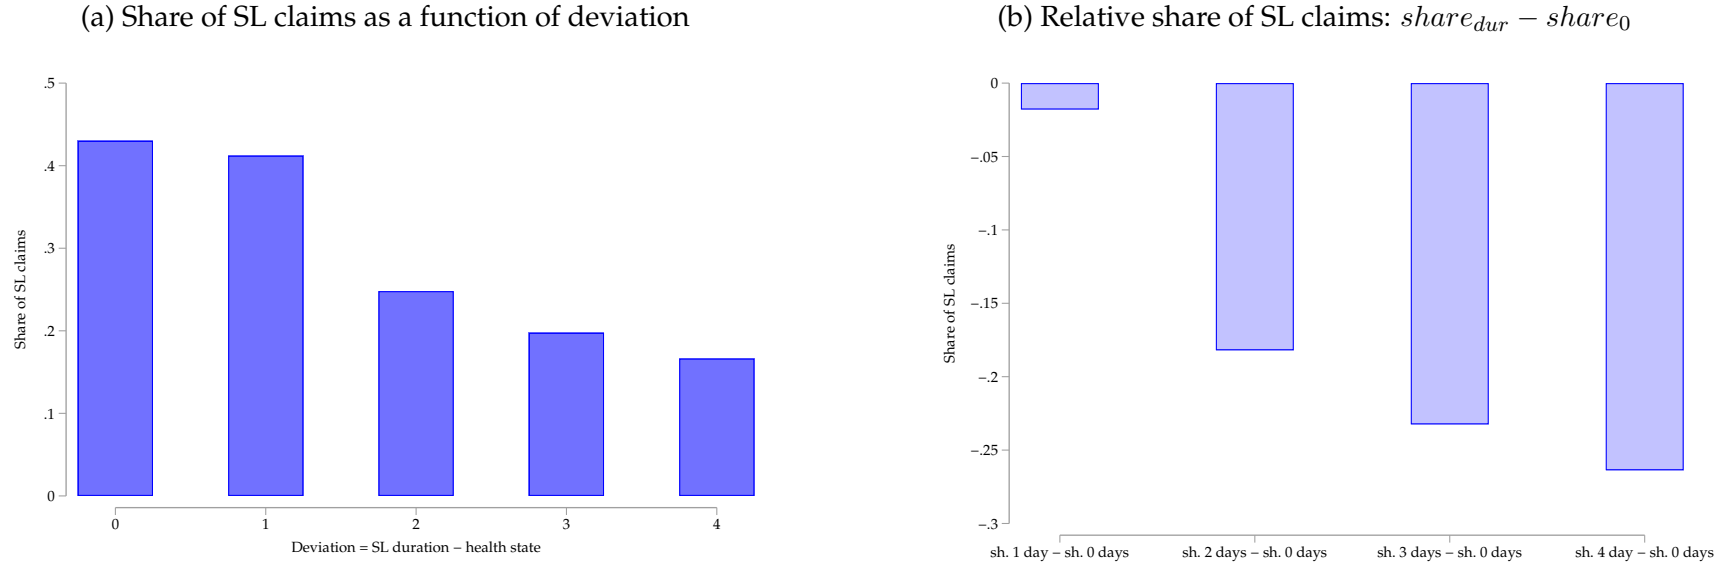 (a) Share of SL claims as a function of deviation
.5
.4
.3
.2
.1
0
Share of SL claims
0 1 2 3 4
Deviation = SL duration – health state
(b) Relative share of SL claims: share_dur − share_0
0
−.05
−.1
−.15
−.2
−.25
−.3
Share of SL claims
sh. 1 day – sh. 0 days sh. 2 days – sh. 0 days sh. 3 days – sh. 0 days sh. 4 day – sh. 0 days